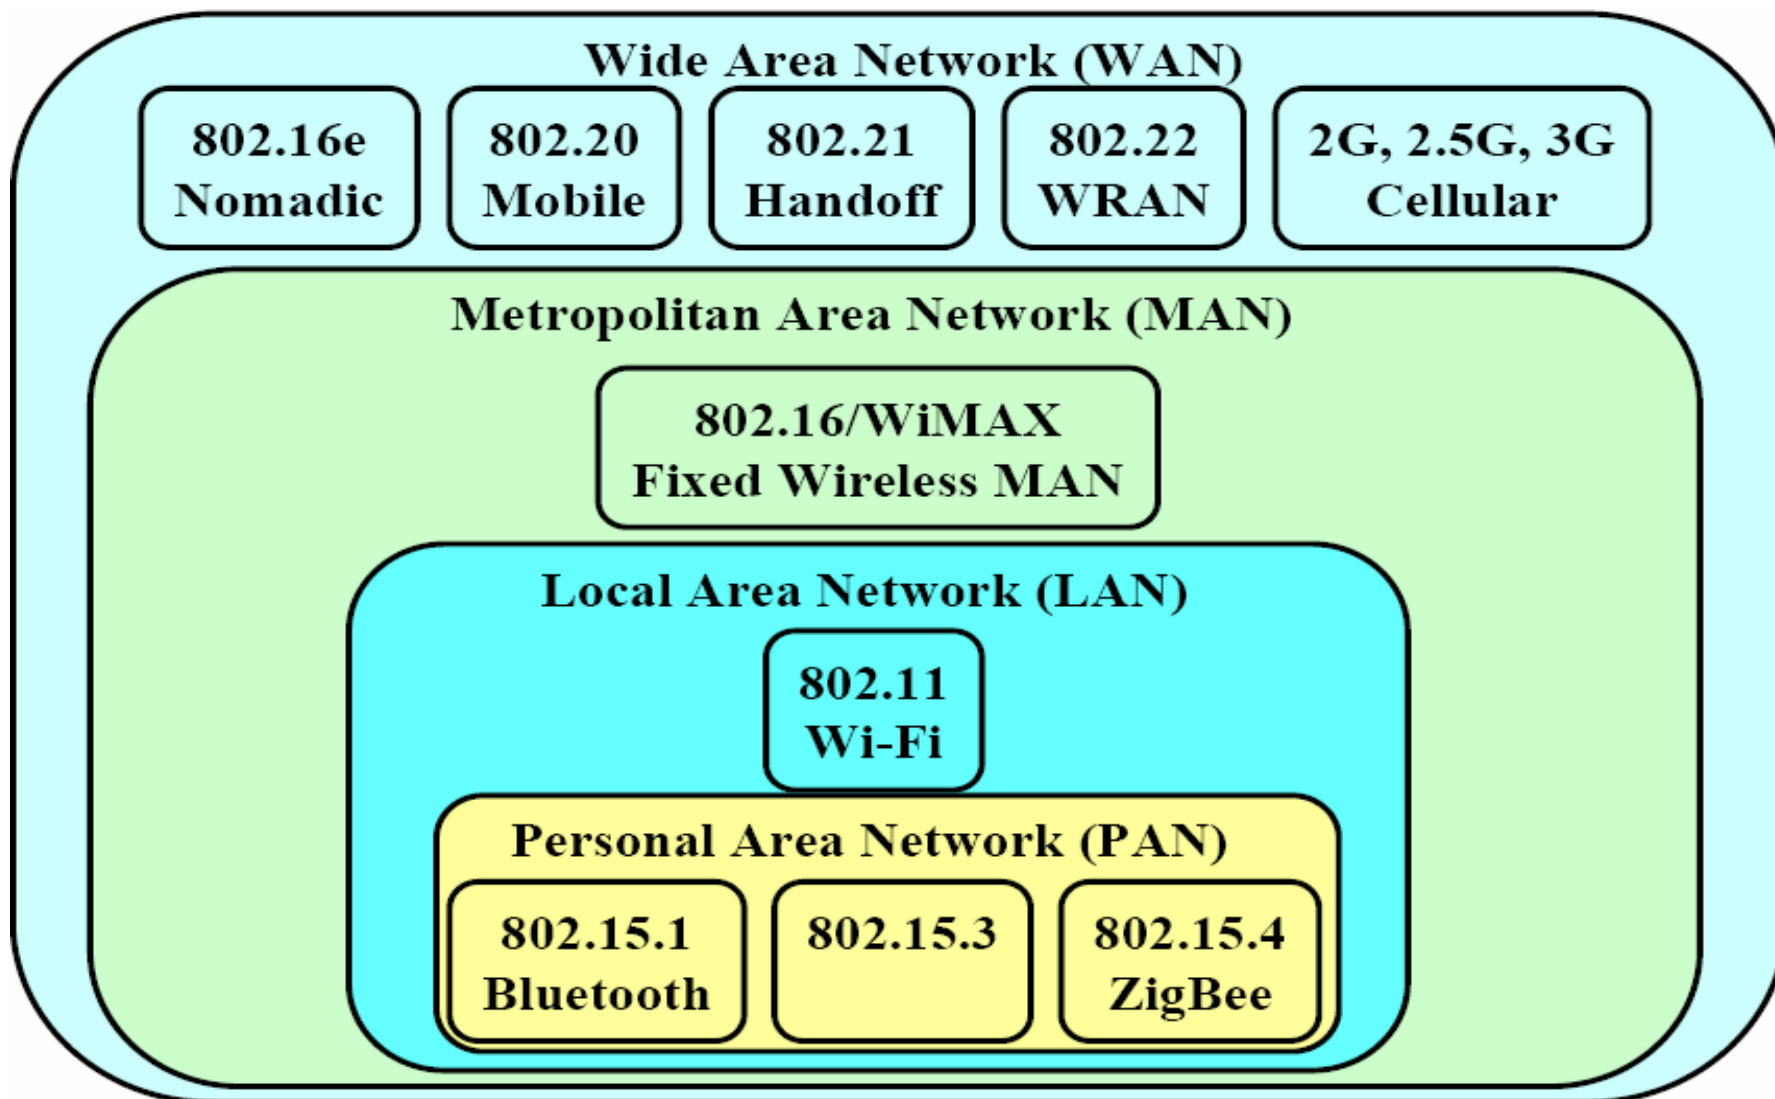 Wide Area Network (WAN)
802.16e
Nomadic
802.20
Mobile
802.21
Handoff
802.22
WRAN
2G, 2.5G, 3G
Cellular
Metropolitan Area Network (MAN)
802.16/WiMAX
Fixed Wireless MAN
Local Area Network (LAN)
802.11
Wi-Fi
Personal Area Network (PAN)
802.15.1
Bluetooth
802.15.3
802.15.4
ZigBee